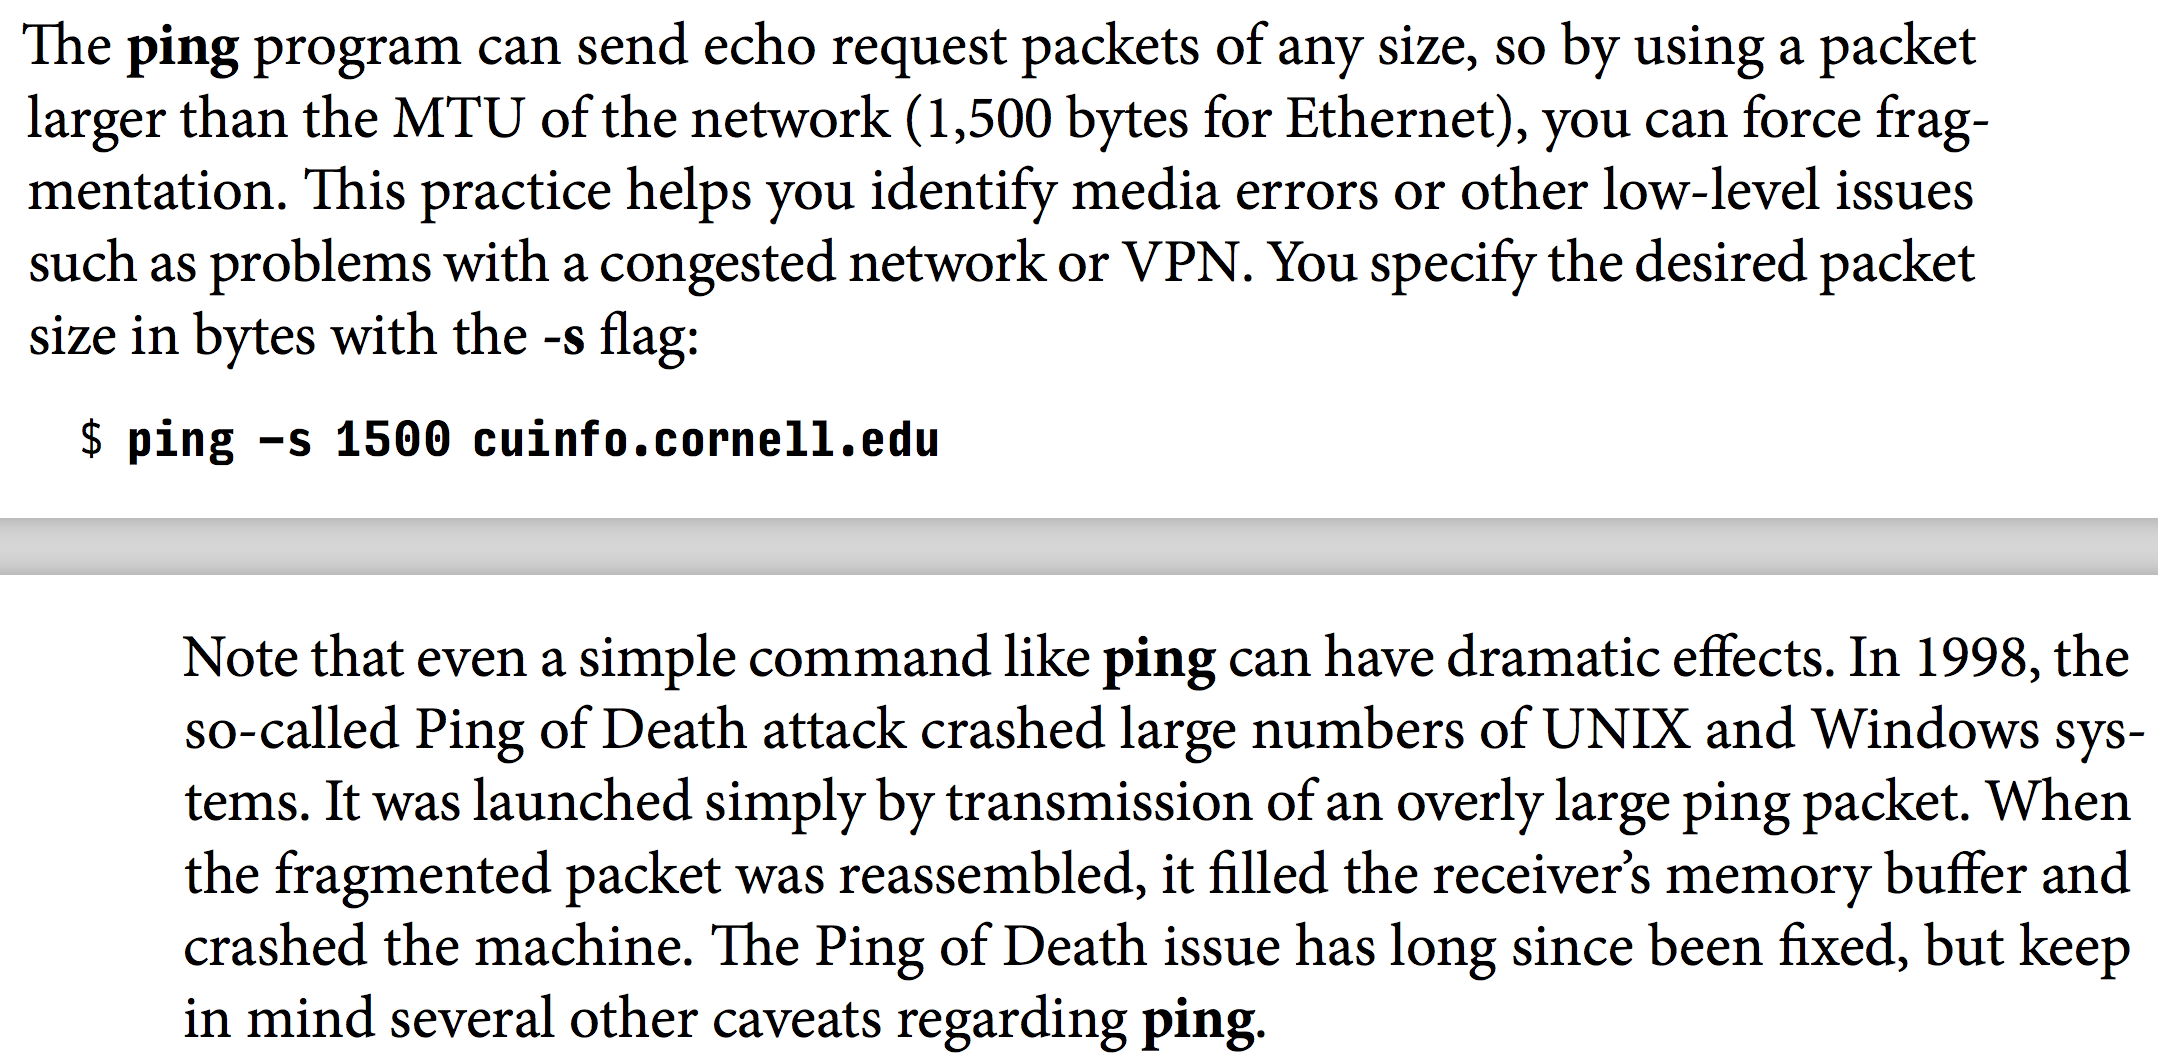 The ping program can send echo request packets of any size, so by using a packet
larger than the MTU of the network (1,500 bytes for Ethernet), you can force frag-
mentation. This practice helps you identify media errors or other low-level issues
such as problems with a congested network or VPN. You specify the desired packet
size in bytes with the -s flag:
$ ping -s 1500 cuinfo.cornell.edu
Note that even a simple command like ping can have dramatic effects. In 1998, the
so-called Ping of Death attack crashed large numbers of UNIX and Windows sys-
tems. It was launched simply by transmission of an overly large ping packet. When
the fragmented packet was reassembled, it filled the receiver’s memory buffer and
crashed the machine. The Ping of Death issue has long since been fixed, but keep
in mind several other caveats regarding ping.